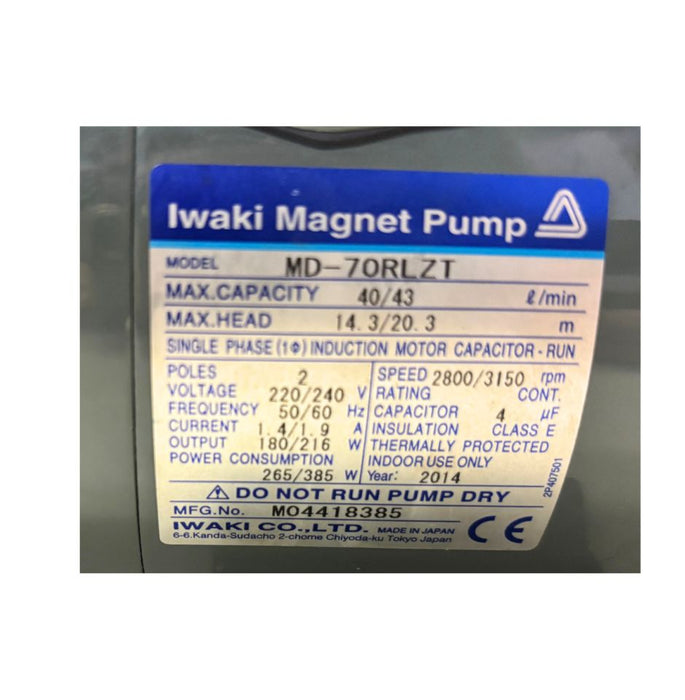 Iwaki Magnet Pump
MODEL MD-70RLZT
MAX.CAPACITY 40/43 ℓ/min
MAX.HEAD 14.3/20.3 m
SINGLE PHASE (1Φ) INDUCTION MOTOR CAPACITOR - RUN
POLES 2
VOLTAGE 220/240 V
FREQUENCY 50/60 Hz
CURRENT 1.4/1.9 A
OUTPUT 180/216 W
POWER CONSUMPTION
265/385 W
SPEED 2800/3150 rpm
RATING CONT.
CAPACITOR 4 μF
INSULATION CLASS E
THERMALLY PROTECTED
INDOOR USE ONLY
Year: 2014
2P407501
⚠ DO NOT RUN PUMP DRY
MFG.No. M04418385
IWAKI CO.,LTD. MADE IN JAPAN
6-6.Kanda-Sudacho 2-chome Chiyoda-ku Tokyo Japan
CE